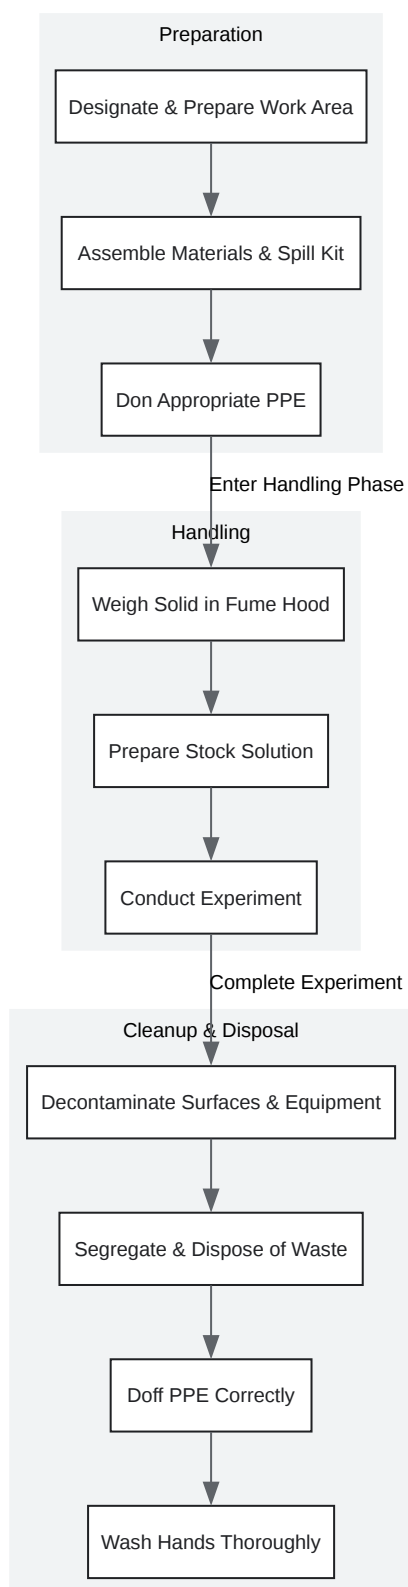 Preparation
Designate & Prepare Work Area
Assemble Materials & Spill Kit
Don Appropriate PPE
Enter Handling Phase
Handling
Weigh Solid in Fume Hood
Prepare Stock Solution
Conduct Experiment
Complete Experiment
Cleanup & Disposal
Decontaminate Surfaces & Equipment
Segregate & Dispose of Waste
Doff PPE Correctly
Wash Hands Thoroughly